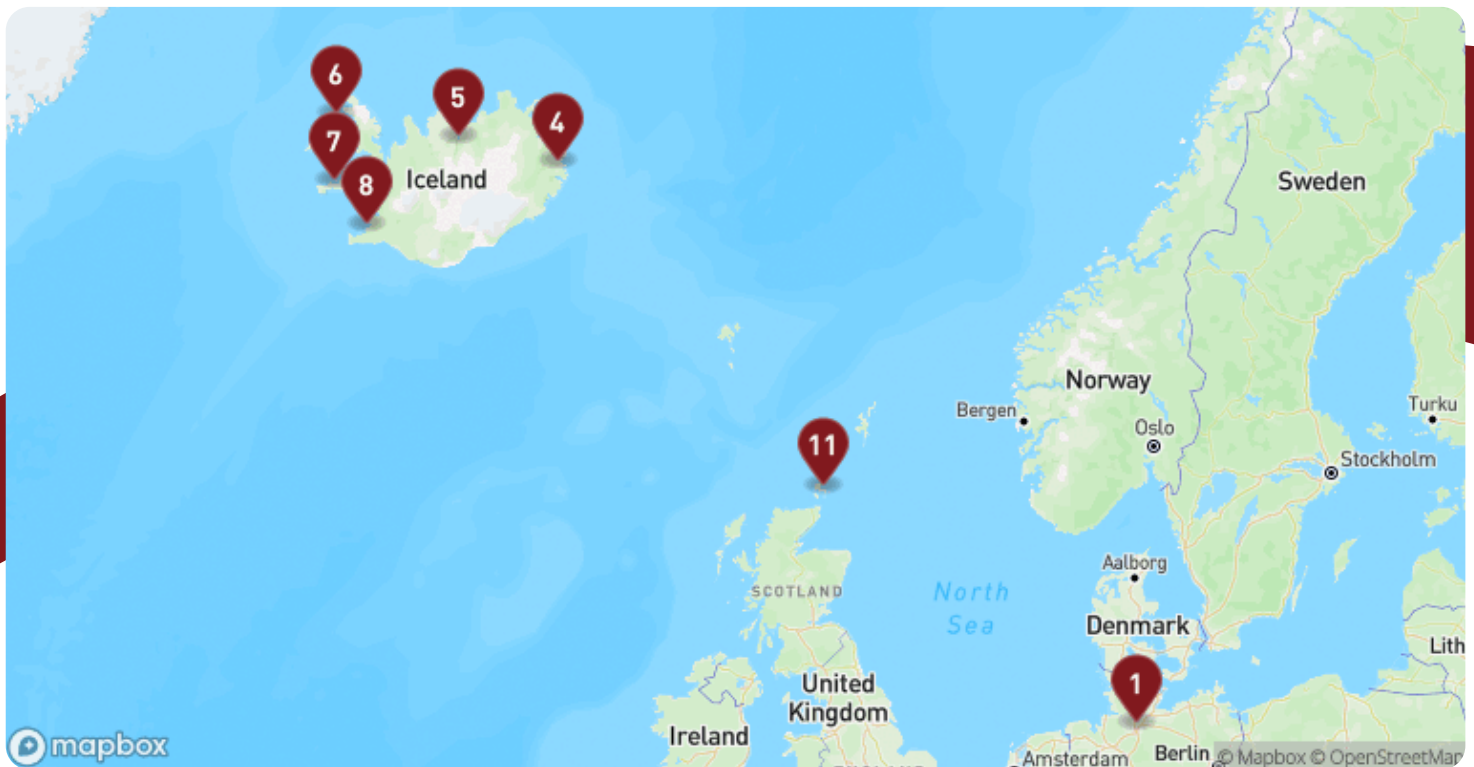 6
5
4
7
8
Iceland
Sweden
Norway
Bergen
Oslo
Turku
Stockholm
11
Aalborg
SCOTLAND
North
Sea
Denmark
Lith
1
United
Kingdom
Ireland
mapbox
Amsterdam
Berlin
© Mapbox © OpenStreetMap